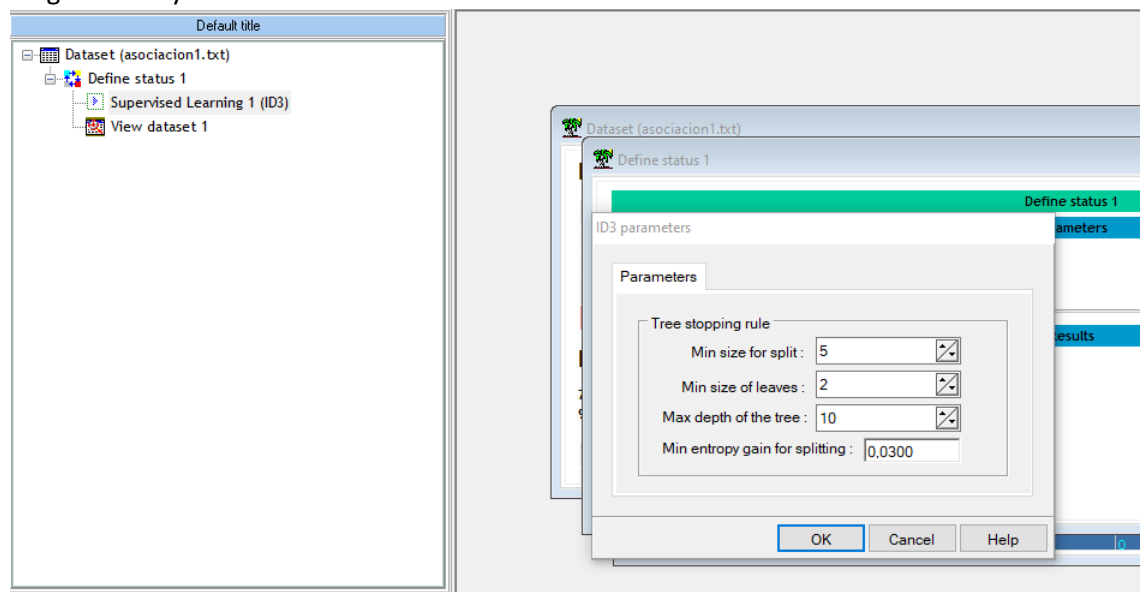 Default title
Dataset (asociacion1.txt)
Define status 1
Supervised Learning 1 (ID3)
View dataset 1
Dataset (asociacion1.txt)
Define status 1
Define status 1
ameters
ID3 parameters
Parameters
Tree stopping rule
Min size for split : 5
Min size of leaves : 2
Max depth of the tree : 10
Min entropy gain for splitting : 0,0300
esults
OK Cancel Help
0